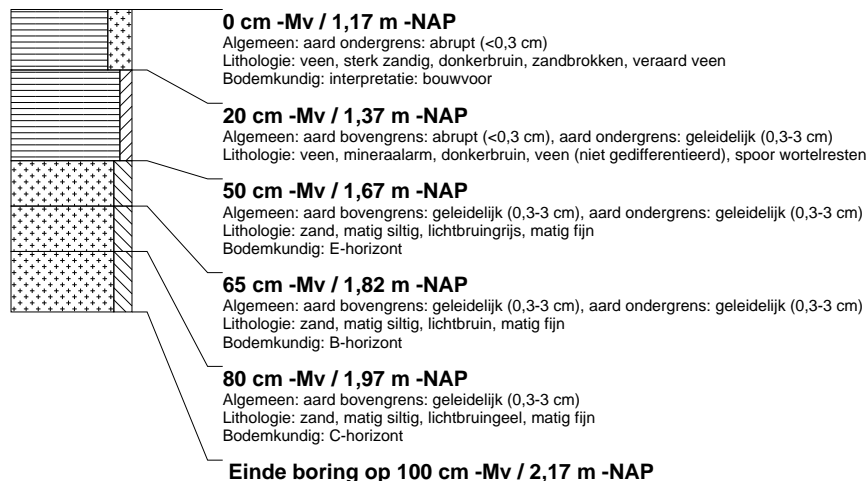 0 cm -Mv / 1,17 m -NAP
Algemeen: aard ondergrens: abrupt (<0,3 cm)
Lithologie: veen, sterk zandig, donkerbruin, zandbrokken, veraard veen
Bodemkundig: interpretatie: bouwvoor
20 cm -Mv / 1,37 m -NAP
Algemeen: aard bovengrens: abrupt (<0,3 cm), aard ondergrens: geleidelijk (0,3-3 cm)
Lithologie: veen, mineraalarm, donkerbruin, veen (niet gedifferentieerd), spoor wortelresten
50 cm -Mv / 1,67 m -NAP
Algemeen: aard bovengrens: geleidelijk (0,3-3 cm), aard ondergrens: geleidelijk (0,3-3 cm)
Lithologie: zand, matig siltig, lichtbruingrijs, matig fijn
Bodemkundig: E-horizont
65 cm -Mv / 1,82 m -NAP
Algemeen: aard bovengrens: geleidelijk (0,3-3 cm), aard ondergrens: geleidelijk (0,3-3 cm)
Lithologie: zand, matig siltig, lichtbruin, matig fijn
Bodemkundig: B-horizont
80 cm -Mv / 1,97 m -NAP
Algemeen: aard bovengrens: geleidelijk (0,3-3 cm)
Lithologie: zand, matig siltig, lichtbruingeel, matig fijn
Bodemkundig: C-horizont
Einde boring op 100 cm -Mv / 2,17 m -NAP